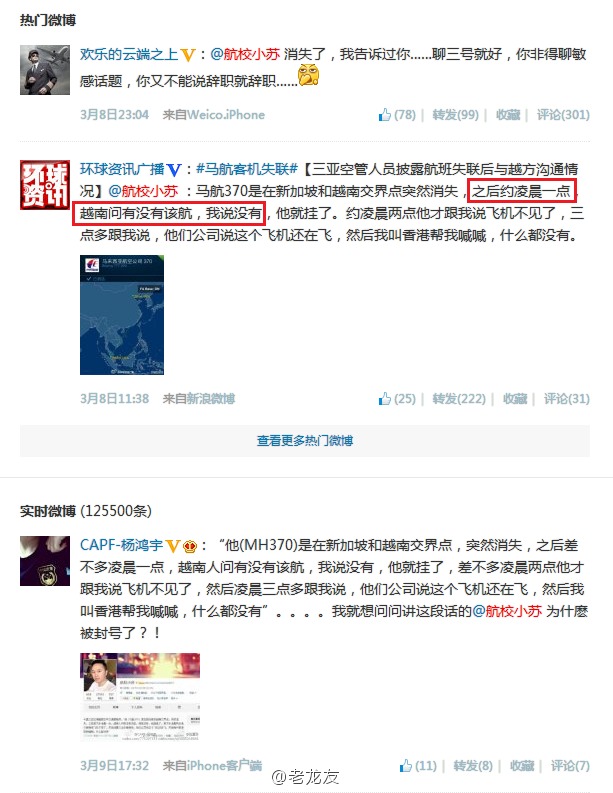 热门微博
欢乐的云端之上V：@航校小苏 消失了，我告诉过你……聊三号就好，你非得聊敏
感话题，你又不能说辞职就辞职……
3月8日23:04 来自Weico.iPhone (78)| 转发(99)| 收藏| 评论(301)
环球资讯
环球资讯广播V：#马航客机失联#【三亚空管人员披露航班失联后与越方沟通情
况】@航校小苏 ：马航370是在新加坡和越南交界点突然消失，之后约凌晨一点，
越南问有没有该航，我说没有，他就挂了。约凌晨两点他才跟我说飞机不见了，三
点多跟我说，他们公司说这个飞机还在飞，然后我叫香港帮我喊喊，什么都没有。
马来西亚航空公司 370
3月8日11:38 来自新浪微博 (25)| 转发(222)| 收藏| 评论(31)
查看更多热门微博
实时微博 (125500条)
CAPF-杨鸿宇V：“他(MH370)是在新加坡和越南交界点，突然消失，之后差
不多凌晨一点，越南人问有没有该航，我说没有，他就挂了，差不多凌晨两点他才
跟我说飞机不见了，然后凌晨三点多跟我说，他们公司说这个飞机还在飞，然后我
叫香港帮我喊喊，什么都没有”。。。。我就想问问讲这段话的@航校小苏 为什麽
被封号了？！
航校小苏
3月9日17:32 来自iPhone客户端 (11)| 转发(8)| 收藏| 评论(7)
@老龙友